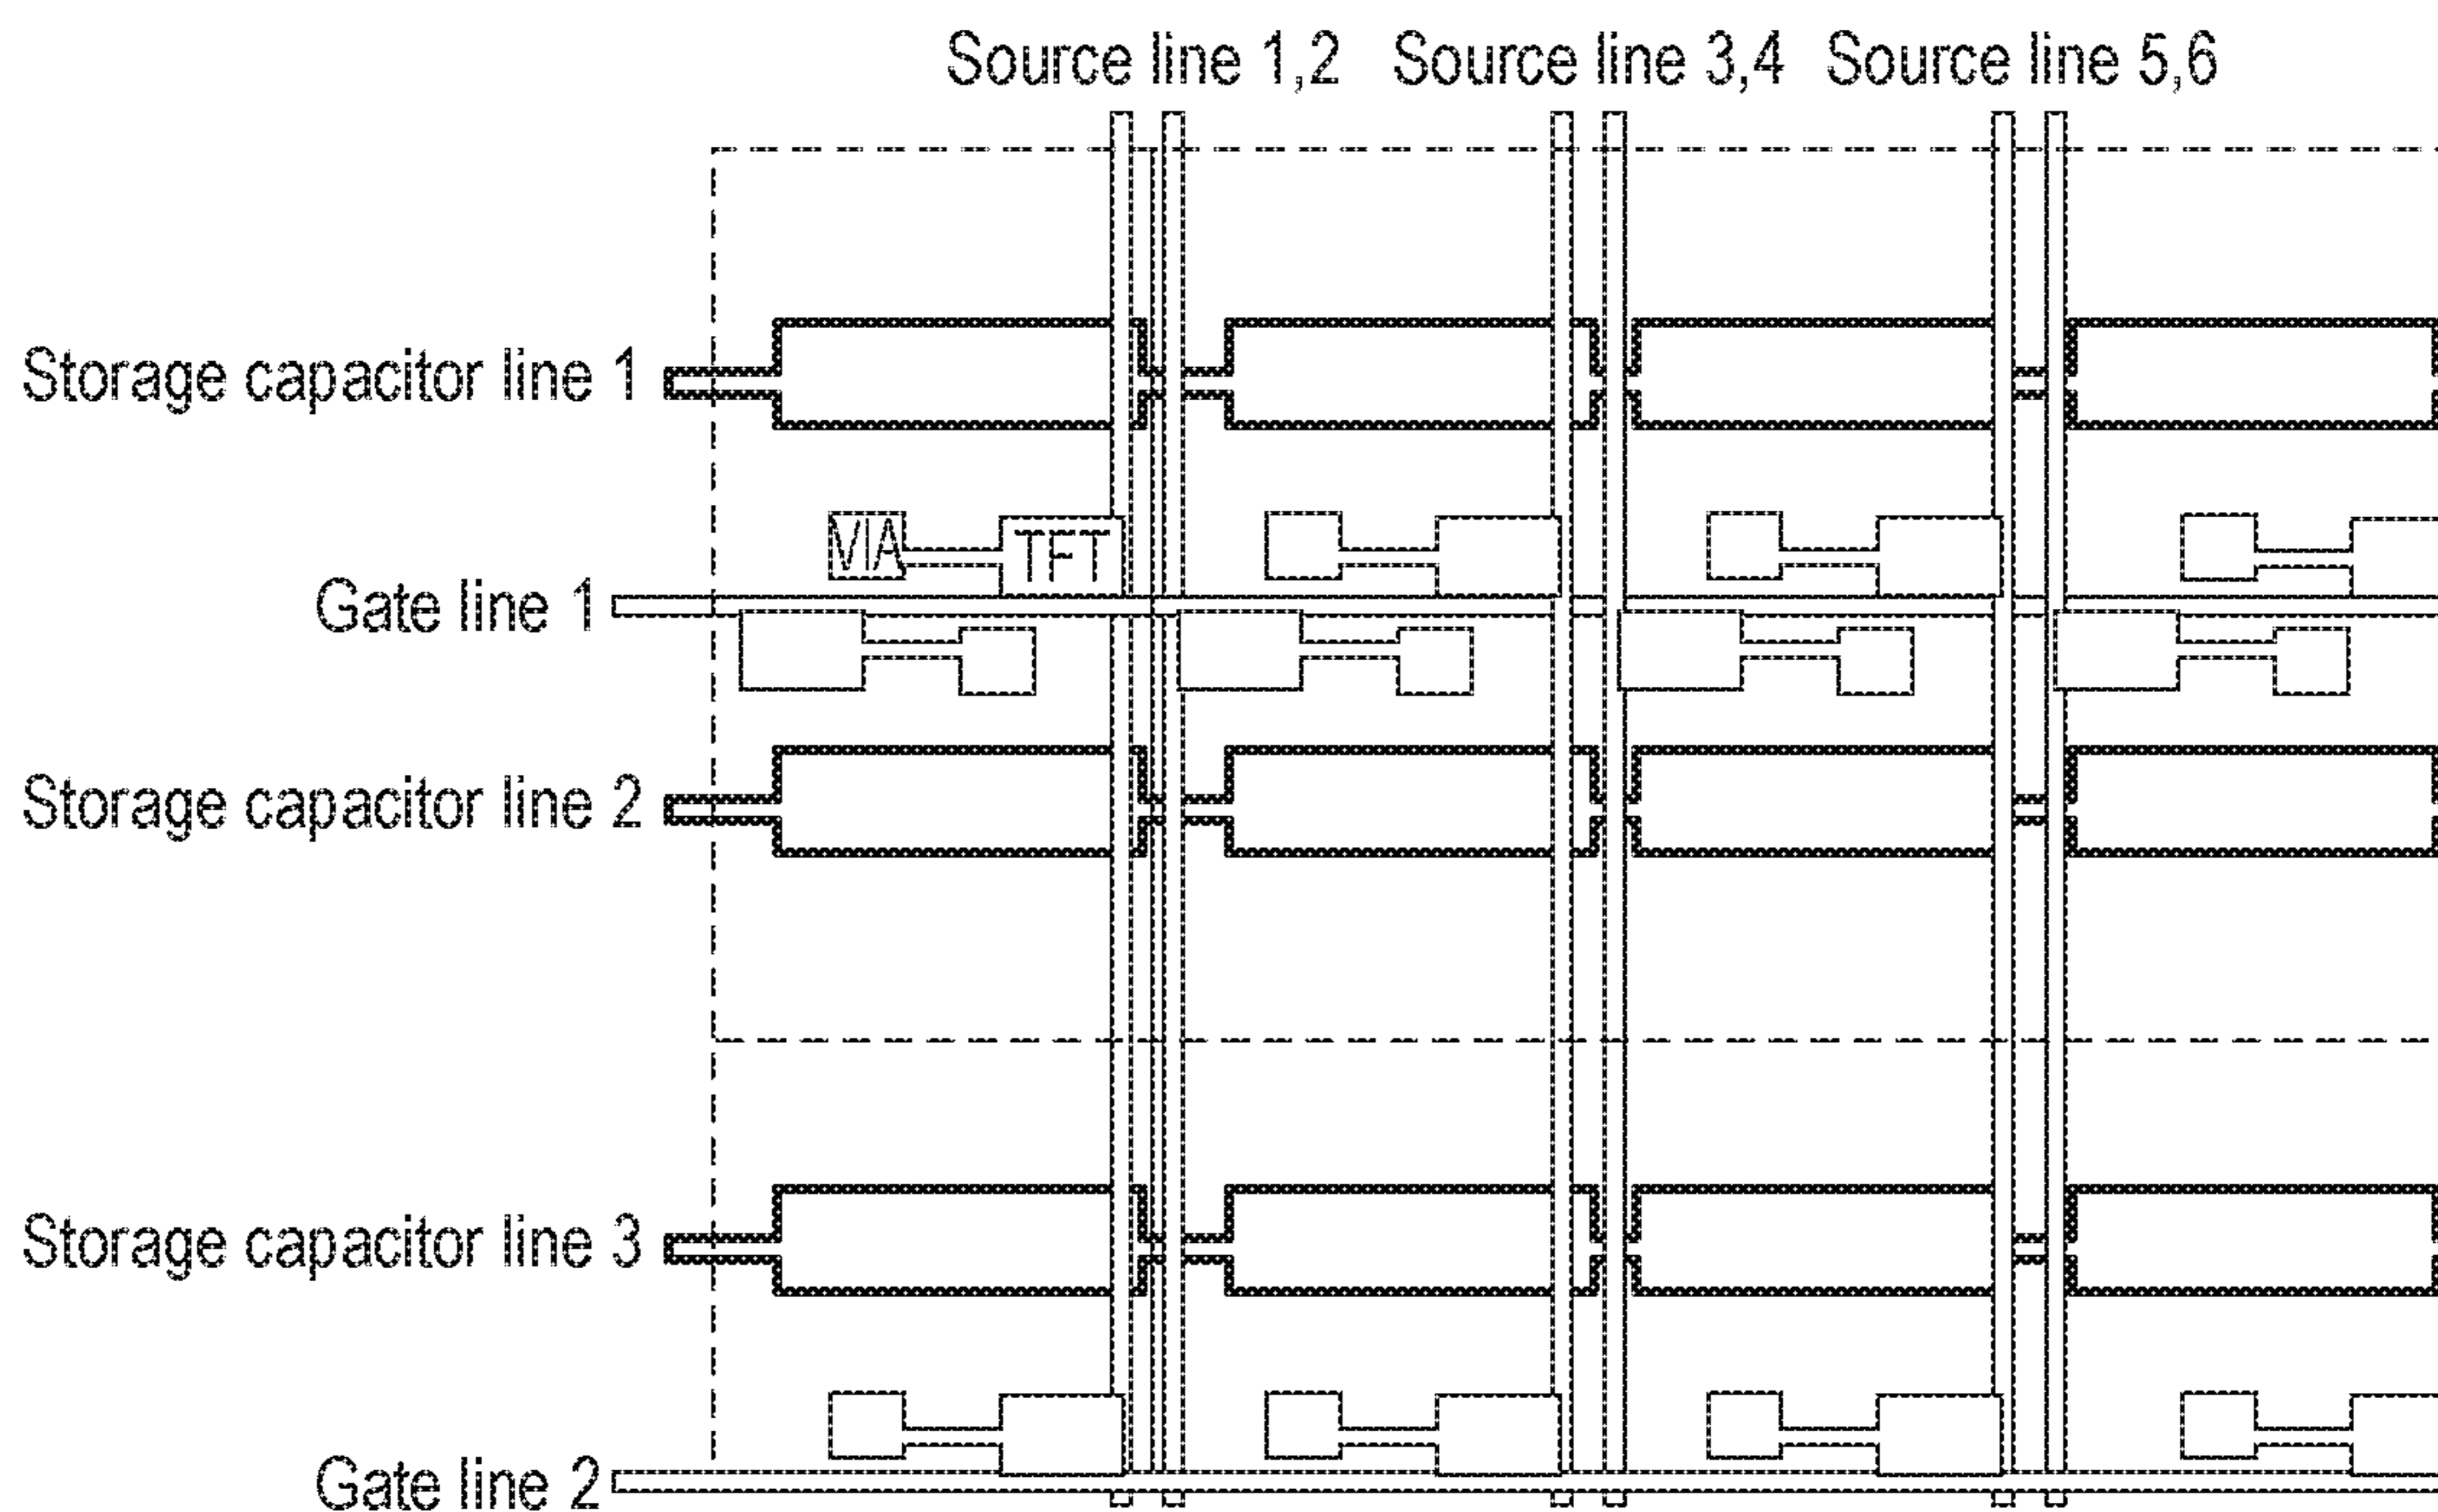 Source line 1,2 Source line 3,4 Source line 5,6
Storage capacitor line 1
VIA TFT
Gate line 1
Storage capacitor line 2
Storage capacitor line 3
Gate line 2